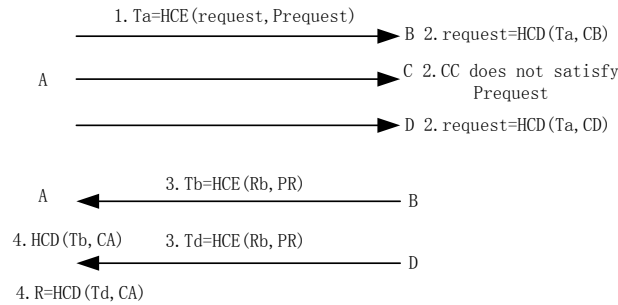 1. Ta=HCE(request, Prequest)
B 2. request=HCD(Ta, CB)
A
C 2. CC does not satisfy
Prequest
D 2. request=HCD(Ta, CD)
3. Tb=HCE(Rb, PR)
A
B
4. HCD(Tb, CA)
3. Td=HCE(Rb, PR)
D
4. R=HCD(Td, CA)